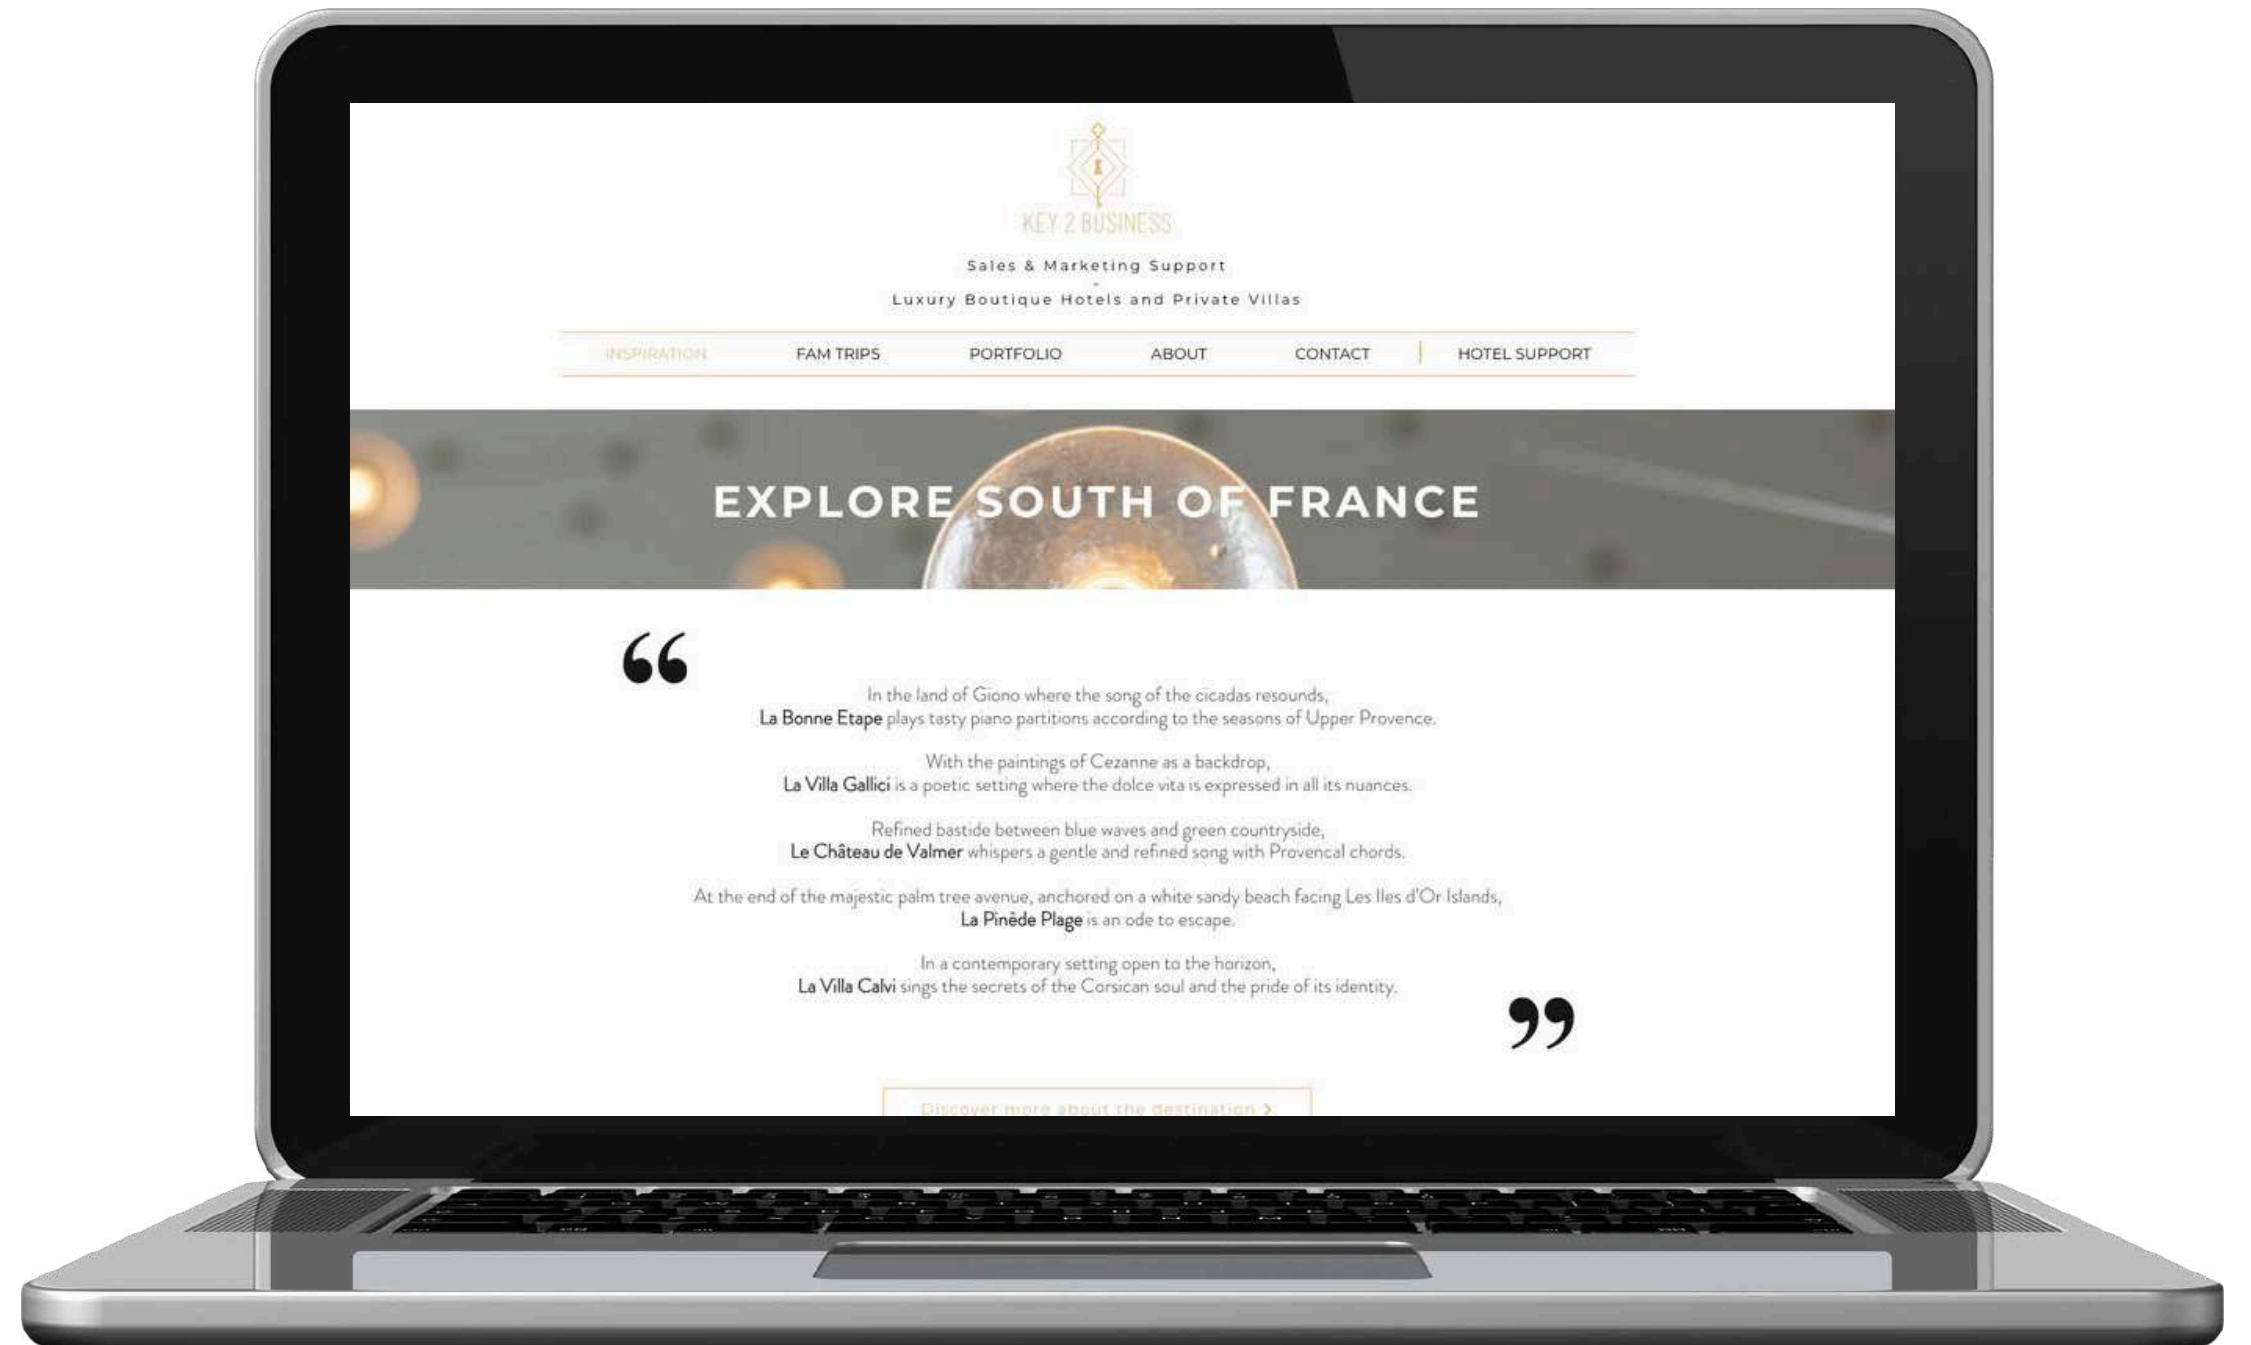 KEY 2 BUSINESS
Sales & Marketing Support
-
Luxury Boutique Hotels and Private Villas
INSPIRATION FAM TRIPS PORTFOLIO ABOUT CONTACT | HOTEL SUPPORT
EXPLORE SOUTH OF FRANCE
“
In the land of Giono where the song of the cicadas resounds,
La Bonne Etape plays tasty piano partitions according to the seasons of Upper Provence.
With the paintings of Cezanne as a backdrop,
La Villa Gallici is a poetic setting where the dolce vita is expressed in all its nuances.
Refined bastide between blue waves and green countryside,
Le Château de Valmer whispers a gentle and refined song with Provencal chords.
At the end of the majestic palm tree avenue, anchored on a white sandy beach facing Les Iles d'Or Islands,
La Pinède Plage is an ode to escape.
In a contemporary setting open to the horizon,
La Villa Calvi sings the secrets of the Corsican soul and the pride of its identity.
”
Discover more about the destination >